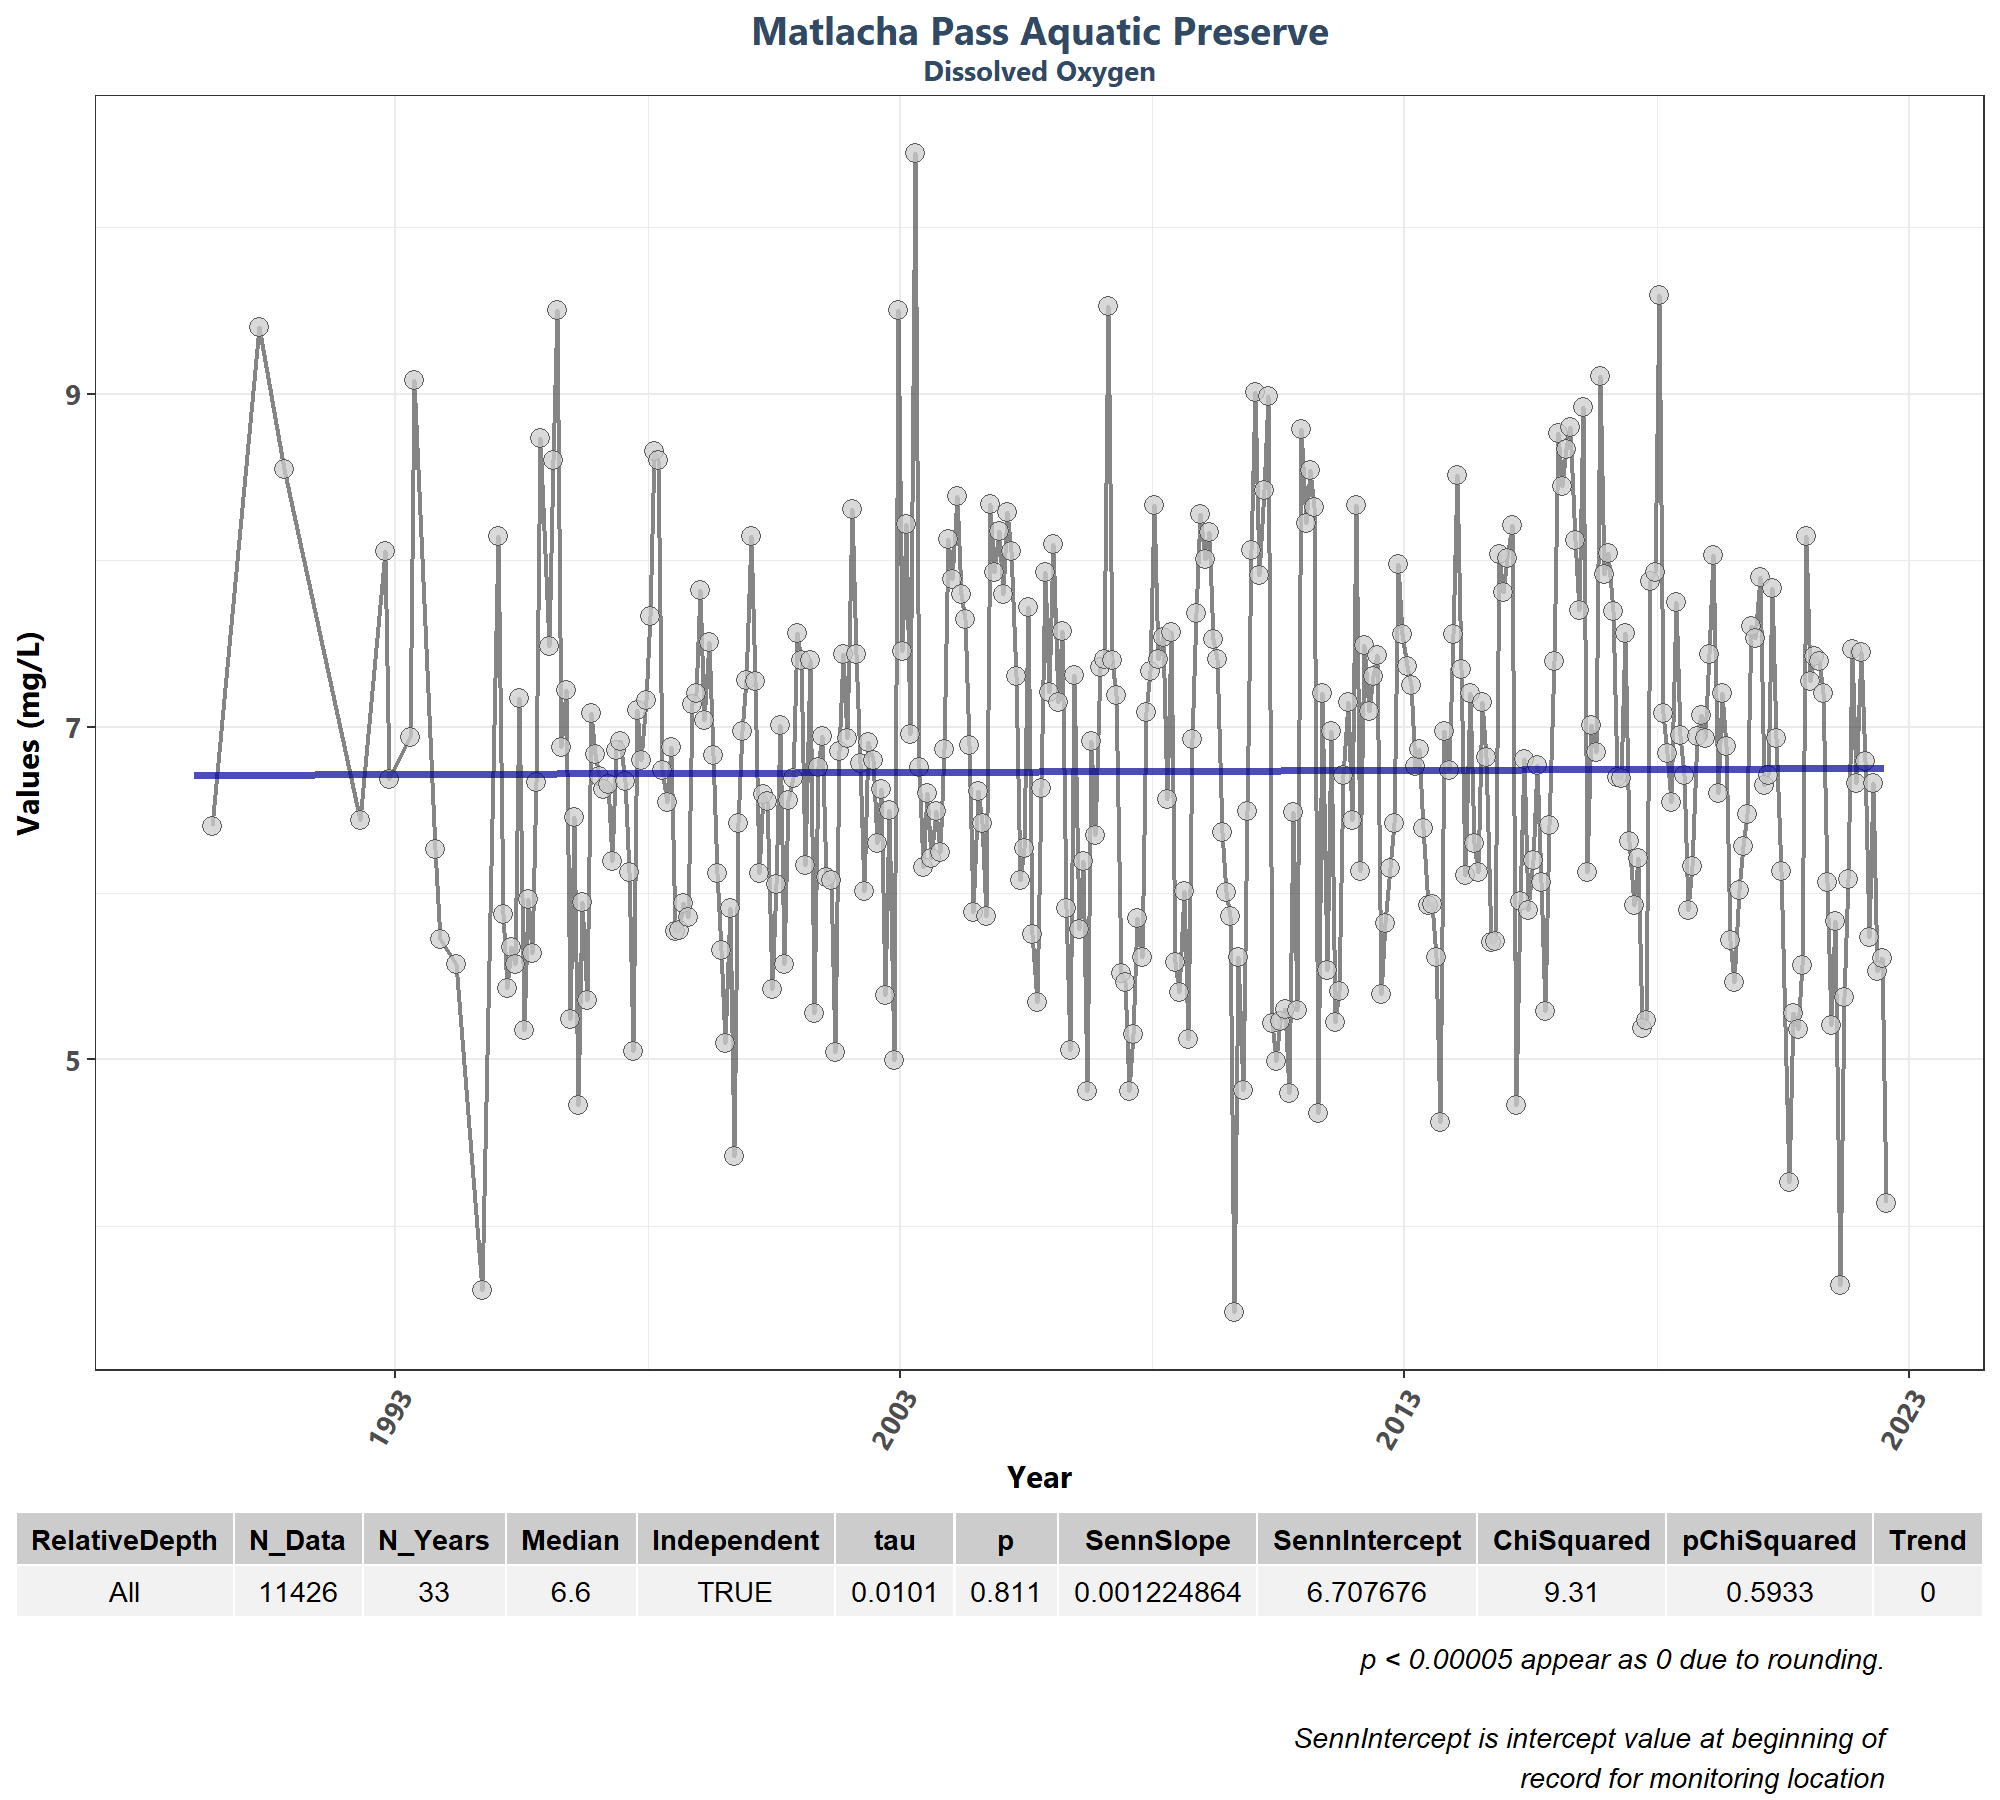 Matlacha Pass Aquatic Preserve
Dissolved Oxygen
Values (mg/L)
9
7
5
1993 2003 2013 2023
Year
RelativeDepth N_Data N_Years Median Independent tau p SennSlope SennIntercept ChiSquared pChiSquared Trend
All 11426 33 6.6 TRUE 0.0101 0.811 0.001224864 6.707676 9.31 0.5933 0
p < 0.00005 appear as 0 due to rounding.
SennIntercept is intercept value at beginning of
record for monitoring location